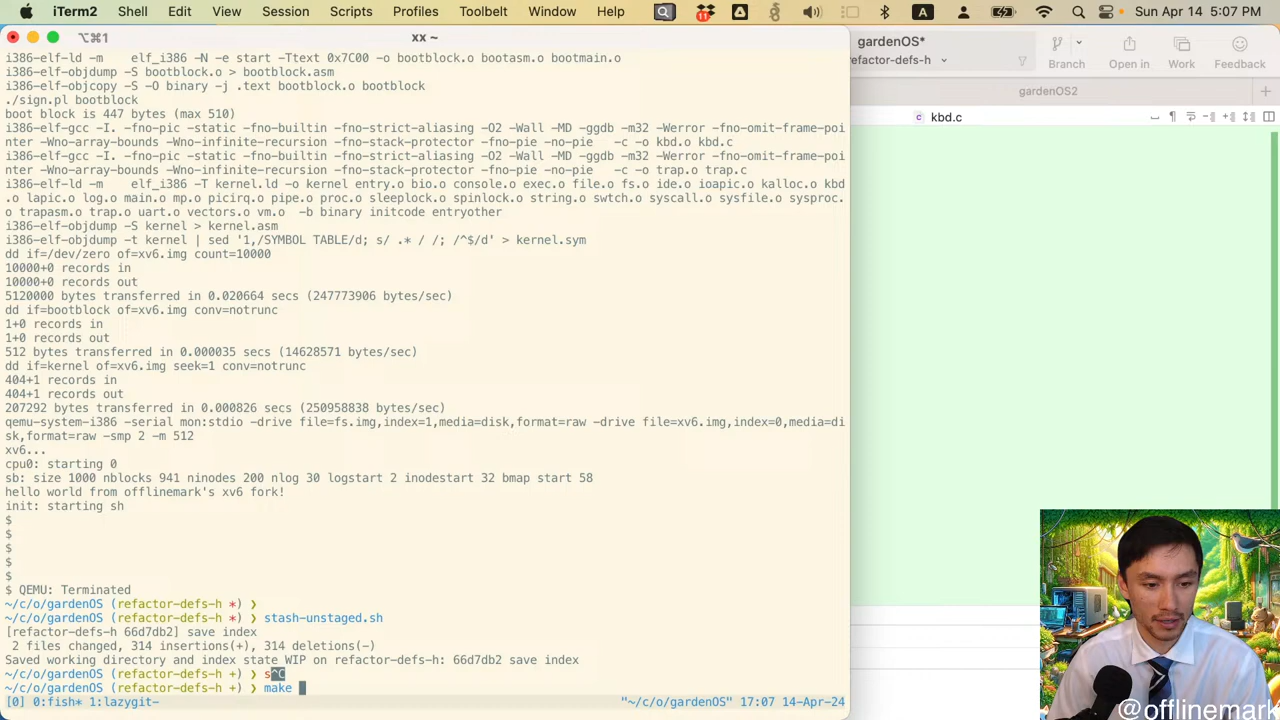 iTerm2 Shell Edit View Session Scripts Profiles Toolbelt Window Help A Sun Apr 14 5:07 PM
⌥⌘1 xx ~
i386-elf-ld -m    elf_i386 -N -e start -Ttext 0x7C00 -o bootblock.o bootasm.o bootmain.o
i386-elf-objdump -S bootblock.o > bootblock.asm
i386-elf-objcopy -S -O binary -j .text bootblock.o bootblock
./sign.pl bootblock
boot block is 447 bytes (max 510)
i386-elf-gcc -I. -fno-pic -static -fno-builtin -fno-strict-aliasing -O2 -Wall -MD -ggdb -m32 -Werror -fno-omit-frame-poi
nter -Wno-array-bounds -Wno-infinite-recursion -fno-stack-protector -fno-pie -no-pie   -c -o kbd.o kbd.c
i386-elf-gcc -I. -fno-pic -static -fno-builtin -fno-strict-aliasing -O2 -Wall -MD -ggdb -m32 -Werror -fno-omit-frame-poi
nter -Wno-array-bounds -Wno-infinite-recursion -fno-stack-protector -fno-pie -no-pie   -c -o trap.o trap.c
i386-elf-ld -m    elf_i386 -T kernel.ld -o kernel entry.o bio.o console.o exec.o file.o fs.o ide.o ioapic.o kalloc.o kbd
.o lapic.o log.o main.o mp.o picirq.o pipe.o proc.o sleeplock.o spinlock.o string.o swtch.o syscall.o sysfile.o sysproc.
o trapasm.o trap.o uart.o vectors.o vm.o  -b binary initcode entryother
i386-elf-objdump -S kernel > kernel.asm
i386-elf-objdump -t kernel | sed '1,/SYMBOL TABLE/d; s/ .* / /; /^$/d' > kernel.sym
dd if=/dev/zero of=xv6.img count=10000
10000+0 records in
10000+0 records out
5120000 bytes transferred in 0.020664 secs (247773906 bytes/sec)
dd if=bootblock of=xv6.img conv=notrunc
1+0 records in
1+0 records out
512 bytes transferred in 0.000035 secs (14628571 bytes/sec)
dd if=kernel of=xv6.img seek=1 conv=notrunc
404+1 records in
404+1 records out
207292 bytes transferred in 0.000826 secs (250958838 bytes/sec)
qemu-system-i386 -serial mon:stdio -drive file=fs.img,index=1,media=disk,format=raw -drive file=xv6.img,index=0,media=di
sk,format=raw -smp 2 -m 512
xv6...
cpu0: starting 0
sb: size 1000 nblocks 941 ninodes 200 nlog 30 logstart 2 inodestart 32 bmap start 58
hello world from offlinemark's xv6 fork!
init: starting sh
$
$
$
$
$
$ QEMU: Terminated
~/c/o/gardenOS (refactor-defs-h *) ❯
~/c/o/gardenOS (refactor-defs-h *) ❯ stash-unstaged.sh
[refactor-defs-h 66d7db2] save index
 2 files changed, 314 insertions(+), 314 deletions(-)
Saved working directory and index state WIP on refactor-defs-h: 66d7db2 save index
~/c/o/gardenOS (refactor-defs-h +) ❯ s^C
~/c/o/gardenOS (refactor-defs-h +) ❯ make
[0] 0:fish* 1:lazygit- "~/c/o/gardenOS" 17:07 14-Apr-24
gardenOS*
refactor-defs-h
Branch Open in Work Feedback
gardenOS2
c kbd.c
@offlinemark